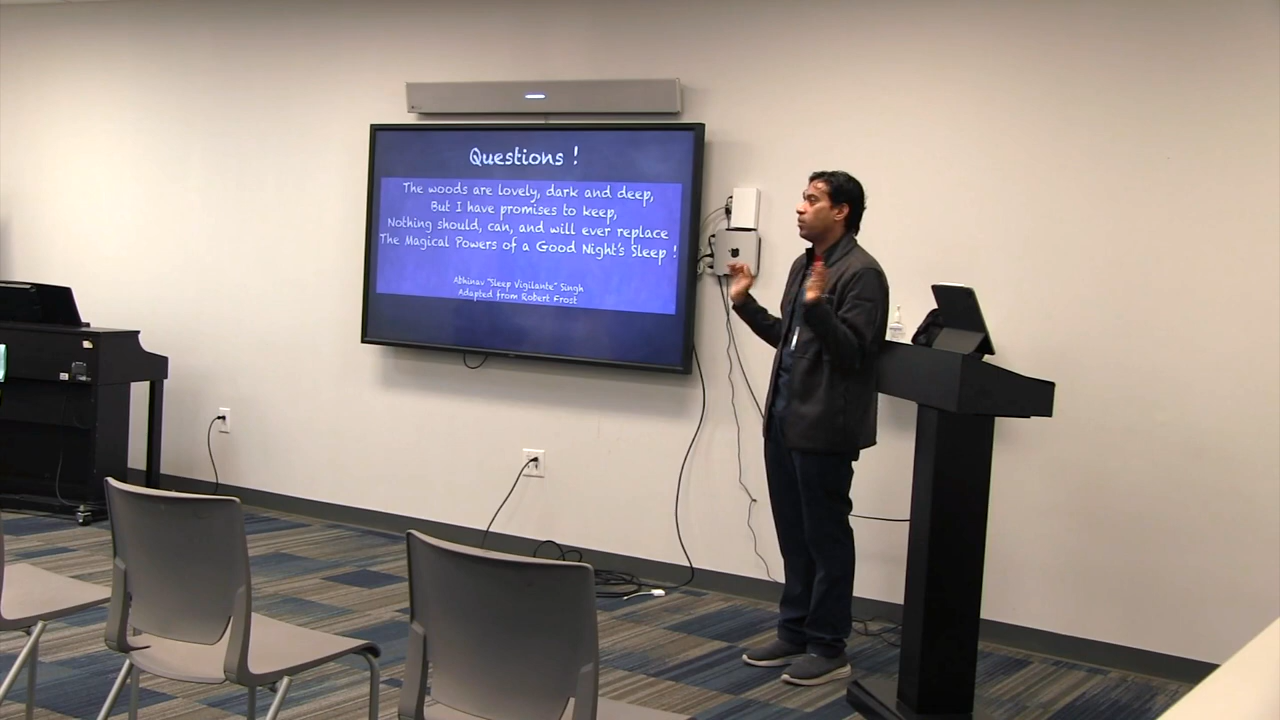 Questions !
The woods are lovely, dark and deep,
But I have promises to keep,
Nothing should, can, and will ever replace
The Magical Powers of a Good Night's Sleep !
Abhinav "Sleep Vigilante" Singh
Adapted from Robert Frost